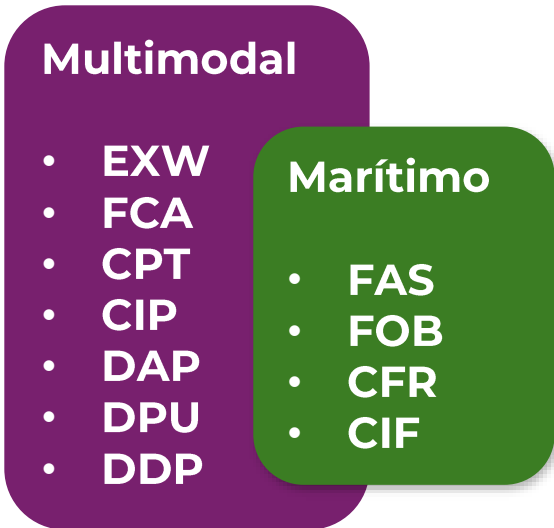 Multimodal
• EXW
• FCA
• CPT
• CIP
• DAP
• DPU
• DDP
Marítimo
• FAS
• FOB
• CFR
• CIF